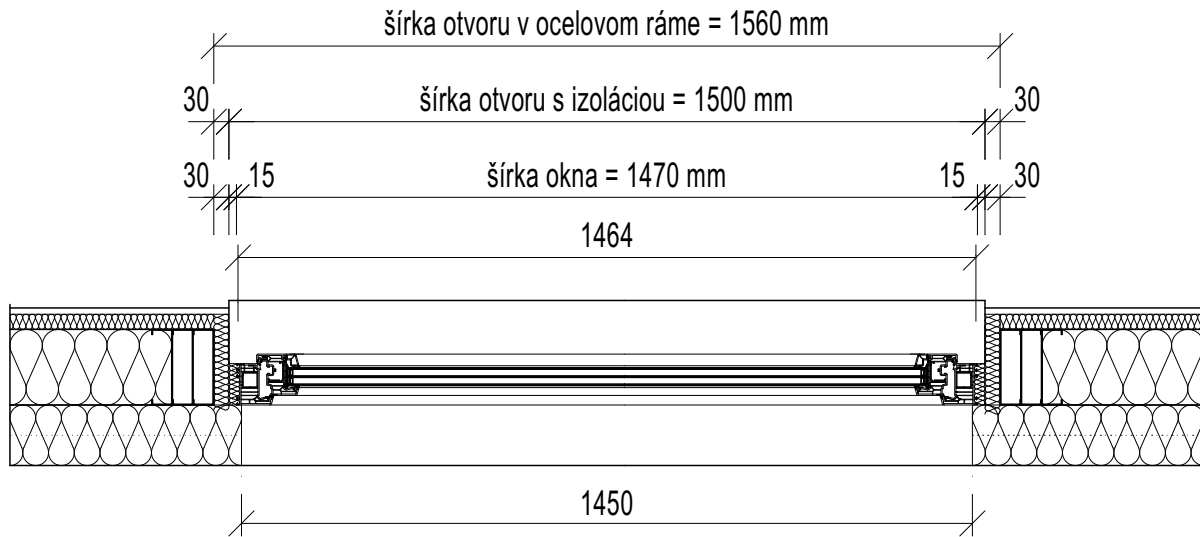 šírka otvoru v ocelovom ráme = 1560 mm
30 šírka otvoru s izoláciou = 1500 mm 30
30 15 šírka okna = 1470 mm 15 30
1464
1450